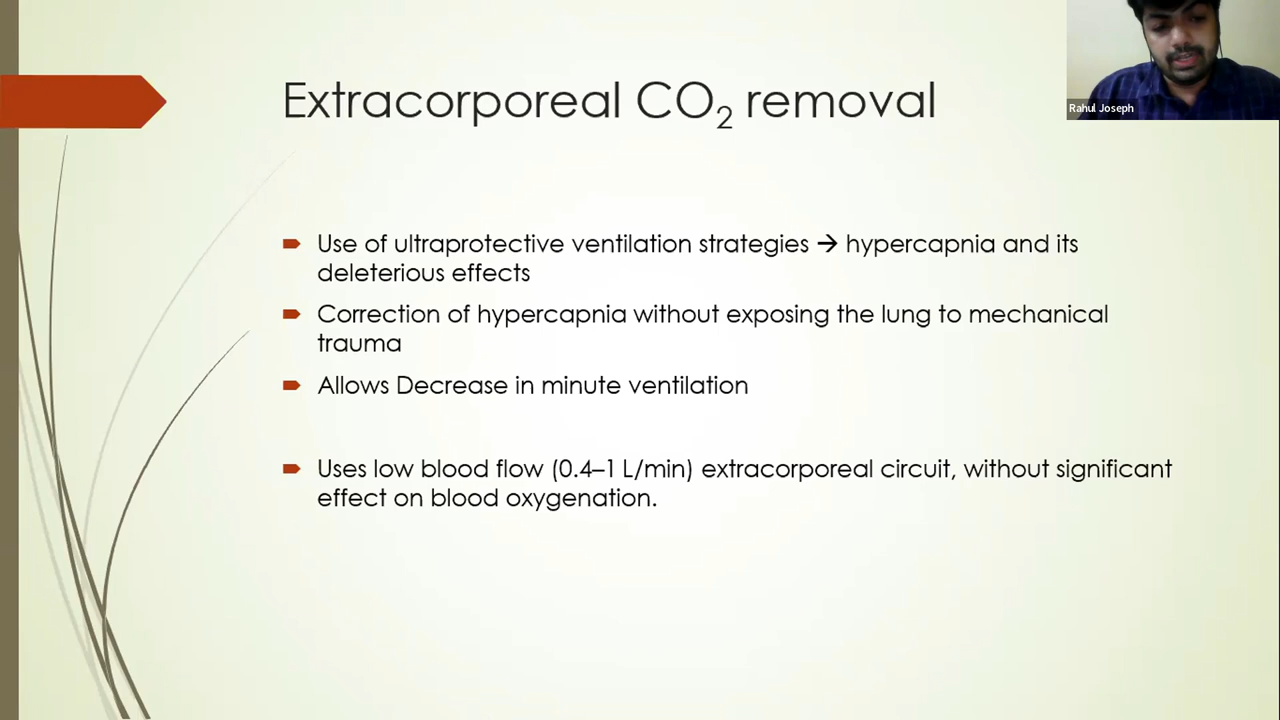 Extracorporeal CO₂ removal
Rahul Joseph
Use of ultraprotective ventilation strategies → hypercapnia and its
deleterious effects
Correction of hypercapnia without exposing the lung to mechanical
trauma
Allows Decrease in minute ventilation
Uses low blood flow (0.4–1 L/min) extracorporeal circuit, without significant
effect on blood oxygenation.